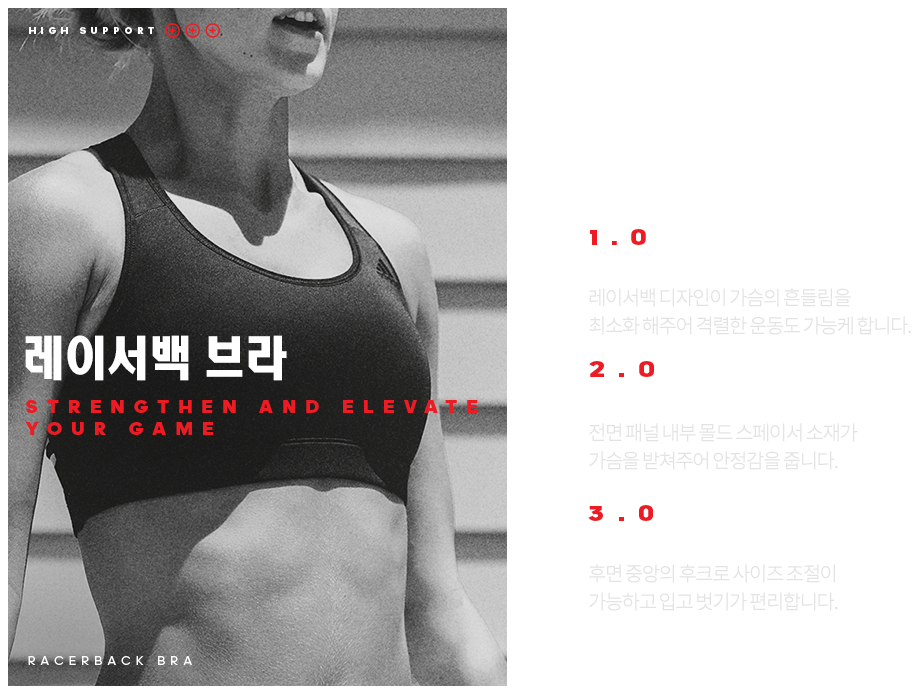 HIGH SUPPORT
레이서백 브라
STRENGTHEN AND ELEVATE
YOUR GAME
RACERBACK BRA
1.0
레이서백 디자인이 가슴의 흔들림을
최소화 해주어 격렬한 운동도 가능케 합니다.
2.0
전면 패널 내부 몰드 스페이서 소재가
가슴을 받쳐주어 안정감을 줍니다.
3.0
후면 중앙의 후크로 사이즈 조절이
가능하고 입고 벗기가 편리합니다.